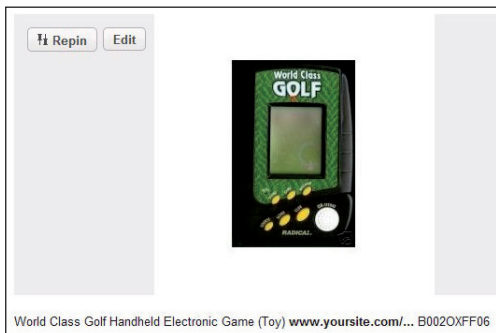 Repin Edit
World Class
GOLF
RADICAL
World Class Golf Handheld Electronic Game (Toy) www.yoursite.com/... B002OXFF06